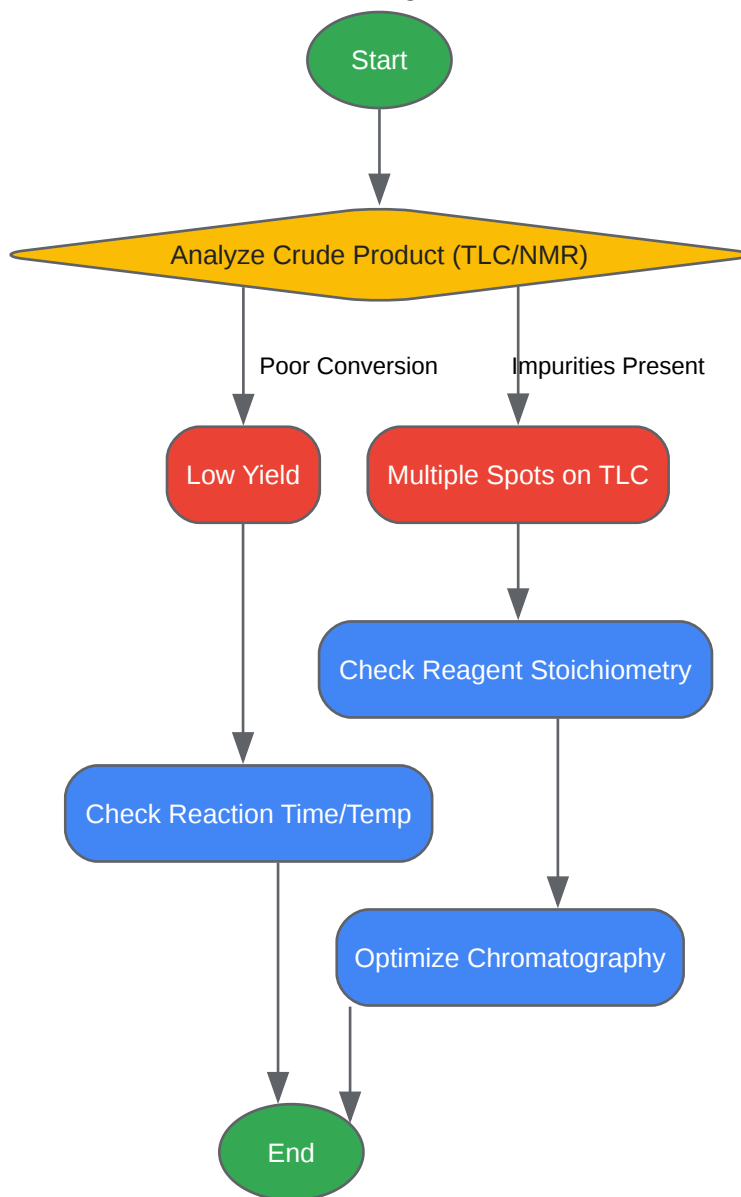 Start
Analyze Crude Product (TLC/NMR)
Poor Conversion
Impurities Present
Low Yield
Multiple Spots on TLC
Check Reagent Stoichiometry
Check Reaction Time/Temp
Optimize Chromatography
End